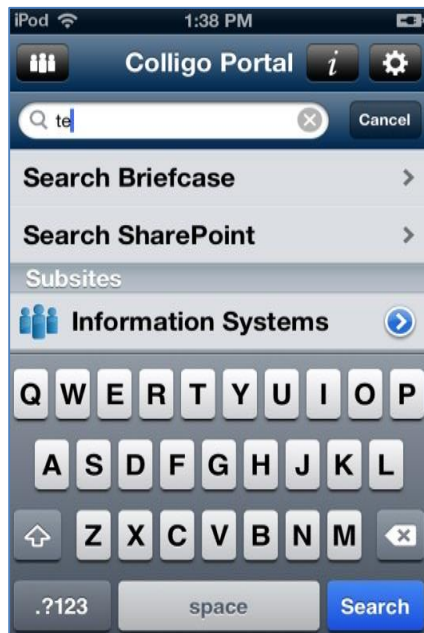 iPod 1:38 PM
Colligo Portal i
te Cancel
Search Briefcase
Search SharePoint
Subsites
Information Systems
Q W E R T Y U I O P
A S D F G H J K L
Z X C V B N M
.?123 space Search